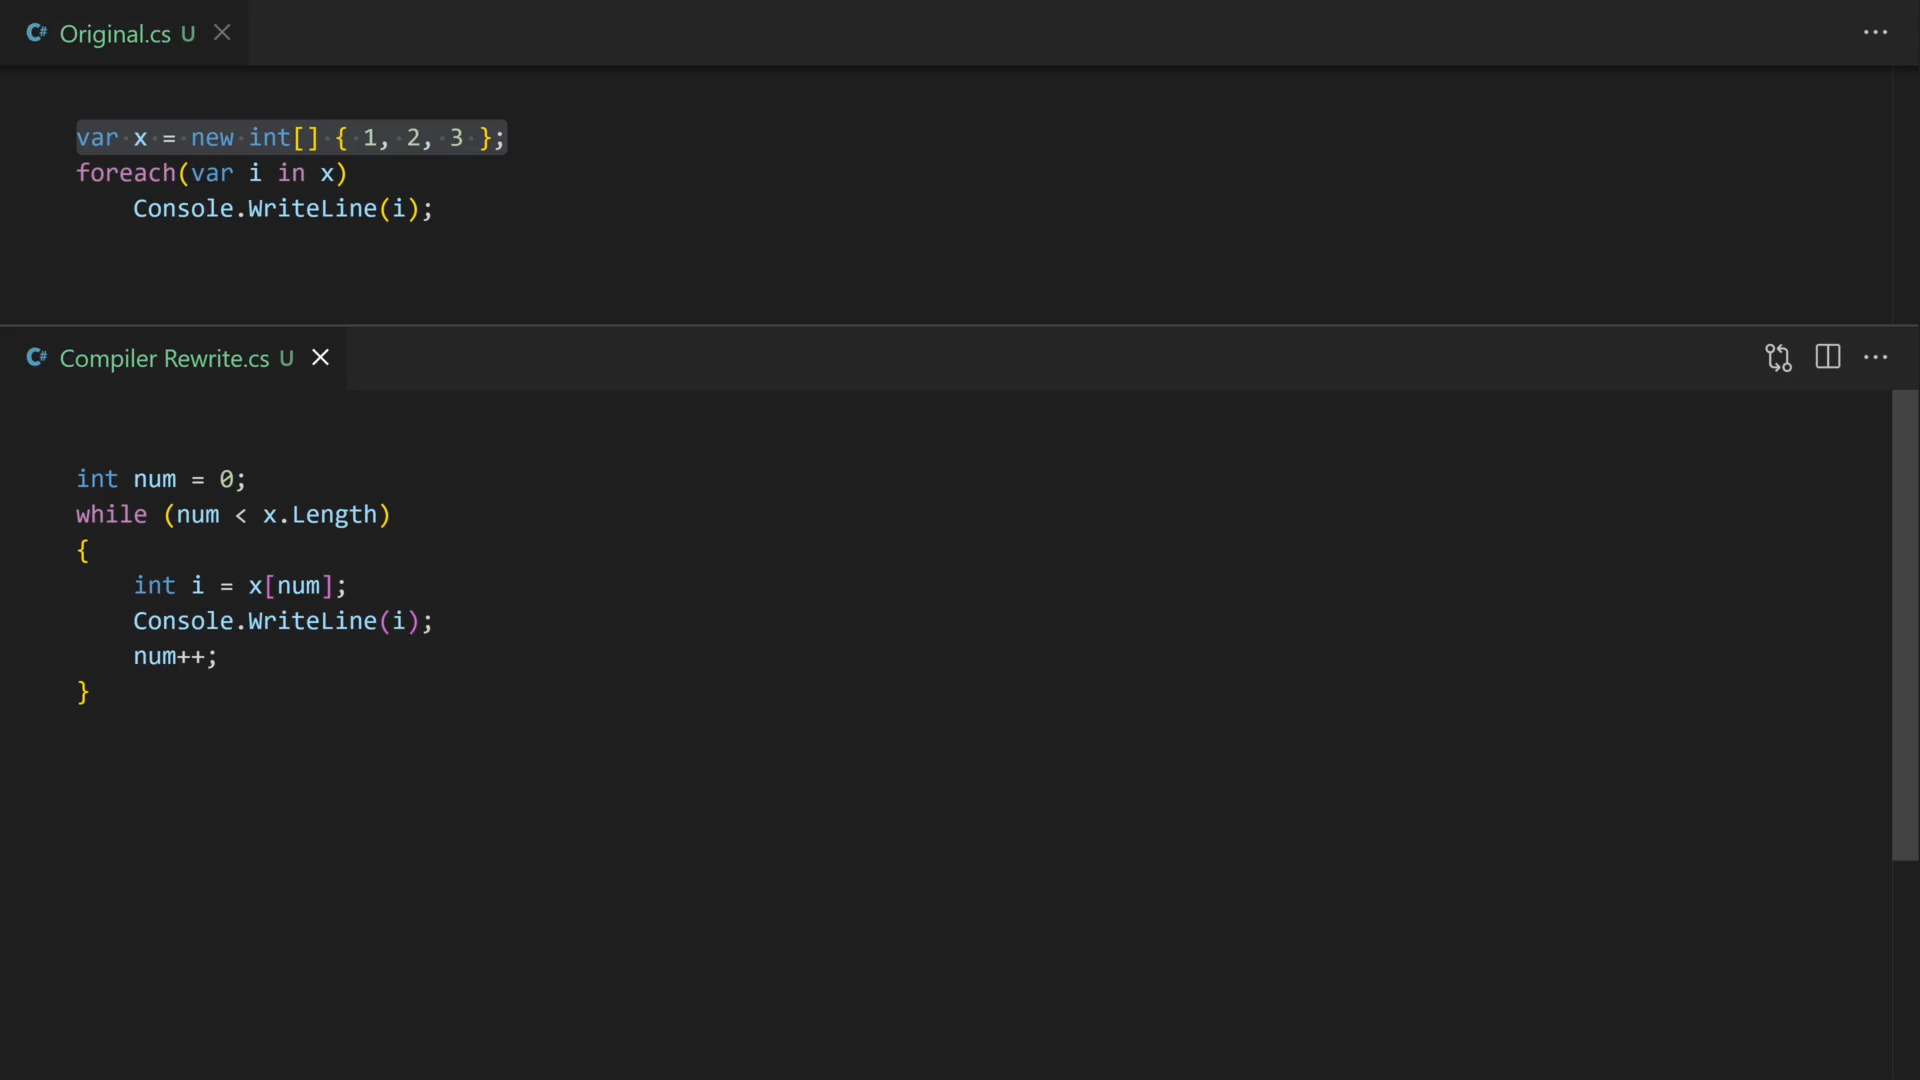 C# Original.cs U
var x = new int[] { 1, 2, 3 };
foreach(var i in x)
    Console.WriteLine(i);
C# Compiler Rewrite.cs U
int num = 0;
while (num < x.Length)
{
    int i = x[num];
    Console.WriteLine(i);
    num++;
}